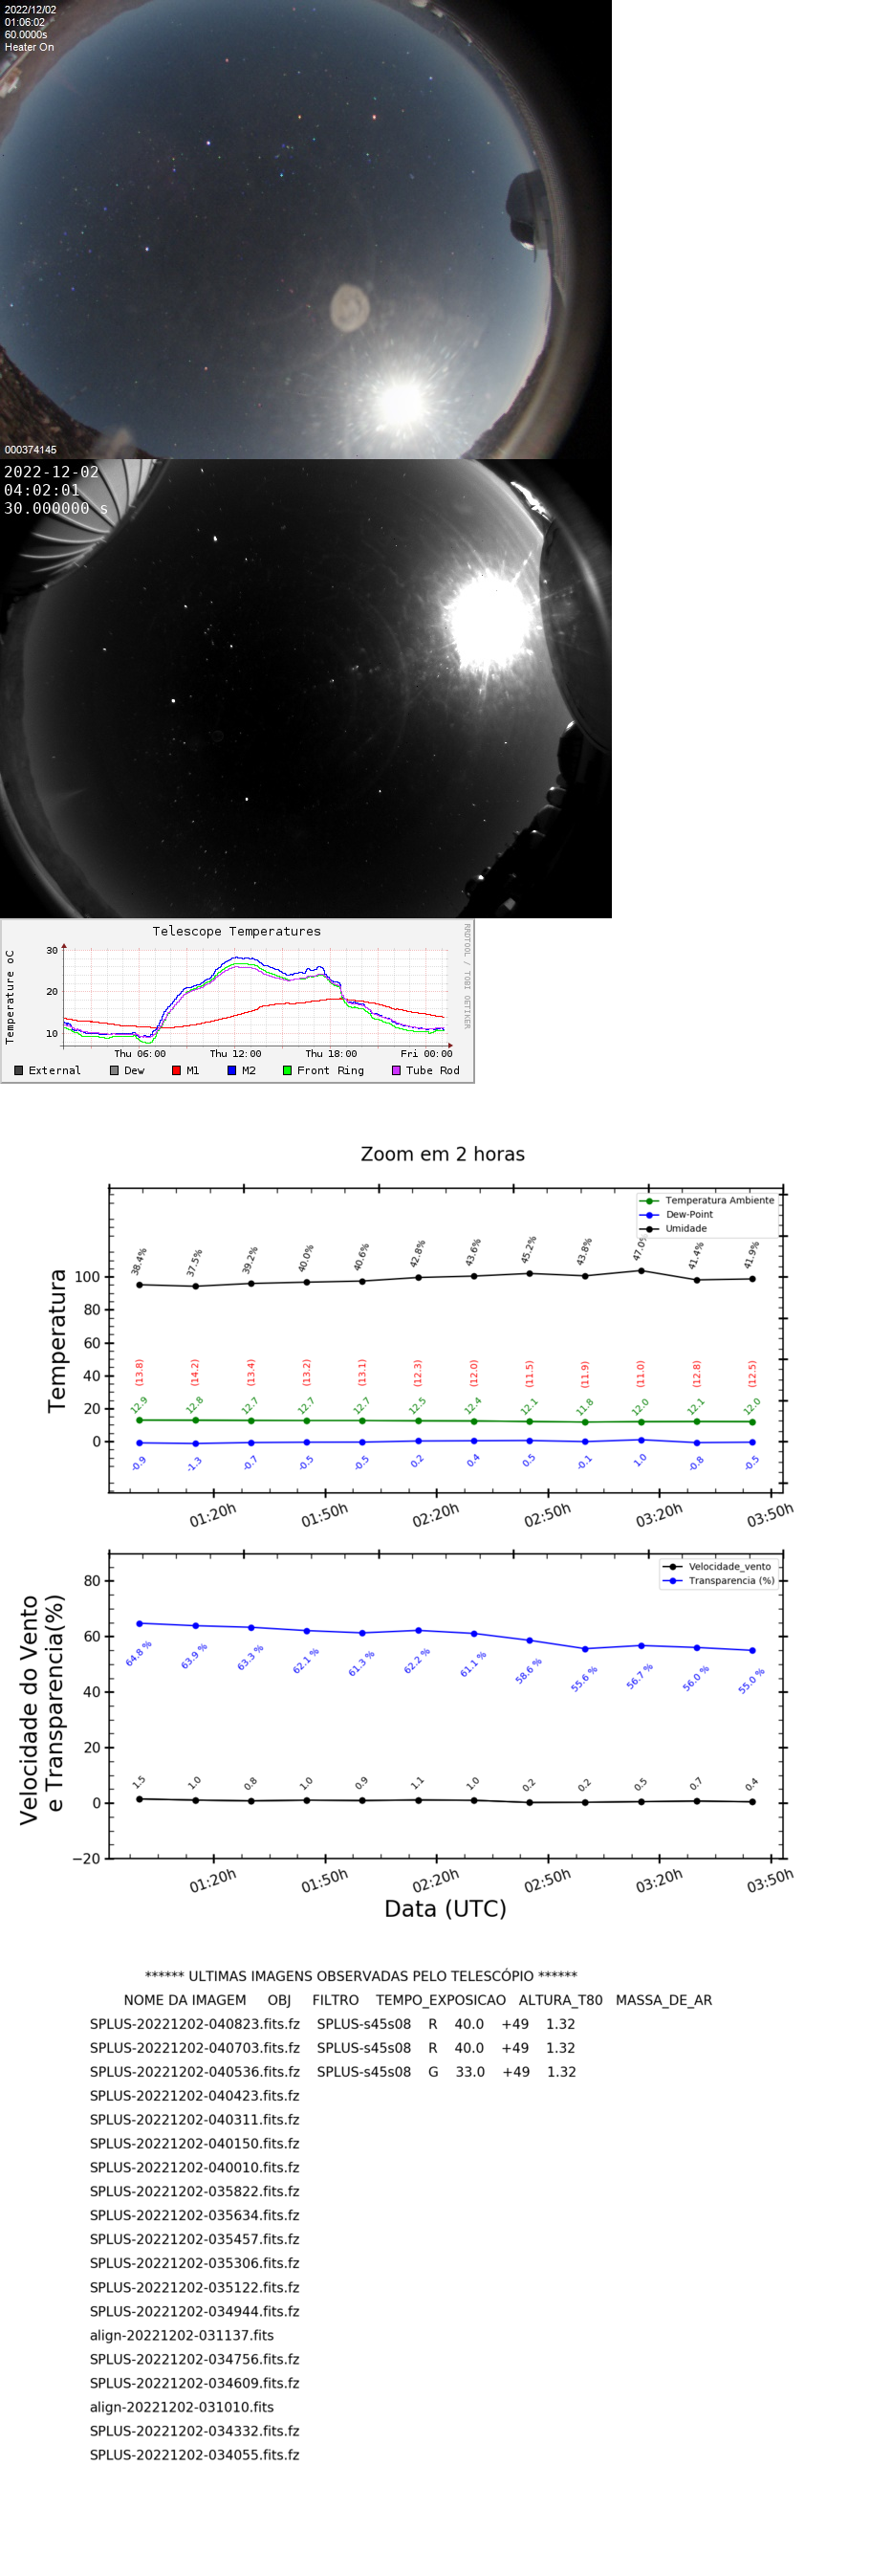 2022/12/02
01:06:02
60.0000s
Heater On
000374145
2022-12-02
04:02:01
30.000000 s
Telescope Temperatures
RRDTOOL / TOBI OETIKER
Temperature oC
30
20
10
Thu 06:00 Thu 12:00 Thu 18:00 Fri 00:00
External Dew M1 M2 Front Ring Tube Rod
Zoom em 2 horas
Temperatura Ambiente
Dew-Point
Umidade
Temperatura
100
80
60
40
20
0
38.4% 37.5% 39.2% 40.0% 40.6% 42.8% 43.6% 45.2% 43.8% 47.0% 41.4% 41.9%
(13.8) (14.2) (13.4) (13.2) (13.1) (12.3) (12.0) (11.5) (11.9) (11.0) (12.8) (12.5)
12.9 12.8 12.7 12.7 12.7 12.5 12.4 12.1 11.8 12.0 12.1 12.0
-0.9 -1.3 -0.7 -0.5 -0.5 0.2 0.4 0.5 -0.1 1.0 -0.8 -0.5
01:20h 01:50h 02:20h 02:50h 03:20h 03:50h
Velocidade_vento
Transparencia (%)
Velocidade do Vento
e Transparencia(%)
80
60
40
20
0
−20
64.8 % 63.9 % 63.3 % 62.1 % 61.3 % 62.2 % 61.1 % 58.6 % 55.6 % 56.7 % 56.0 % 55.0 %
1.5 1.0 0.8 1.0 0.9 1.1 1.0 0.2 0.2 0.5 0.7 0.4
01:20h 01:50h 02:20h 02:50h 03:20h 03:50h
Data (UTC)
****** ULTIMAS IMAGENS OBSERVADAS PELO TELESCÓPIO ******
NOME DA IMAGEM OBJ FILTRO TEMPO_EXPOSICAO ALTURA_T80 MASSA_DE_AR
SPLUS-20221202-040823.fits.fz SPLUS-s45s08 R 40.0 +49 1.32
SPLUS-20221202-040703.fits.fz SPLUS-s45s08 R 40.0 +49 1.32
SPLUS-20221202-040536.fits.fz SPLUS-s45s08 G 33.0 +49 1.32
SPLUS-20221202-040423.fits.fz
SPLUS-20221202-040311.fits.fz
SPLUS-20221202-040150.fits.fz
SPLUS-20221202-040010.fits.fz
SPLUS-20221202-035822.fits.fz
SPLUS-20221202-035634.fits.fz
SPLUS-20221202-035457.fits.fz
SPLUS-20221202-035306.fits.fz
SPLUS-20221202-035122.fits.fz
SPLUS-20221202-034944.fits.fz
align-20221202-031137.fits
SPLUS-20221202-034756.fits.fz
SPLUS-20221202-034609.fits.fz
align-20221202-031010.fits
SPLUS-20221202-034332.fits.fz
SPLUS-20221202-034055.fits.fz